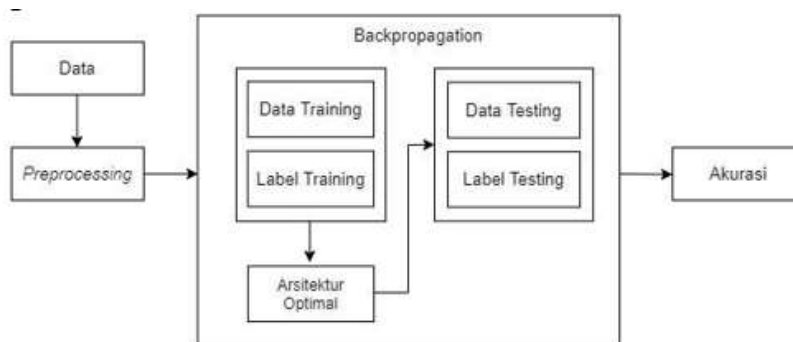 Backpropagation
Data
Preprocessing
Data Training
Label Training
Arsitektur
Optimal
Data Testing
Label Testing
Akurasi